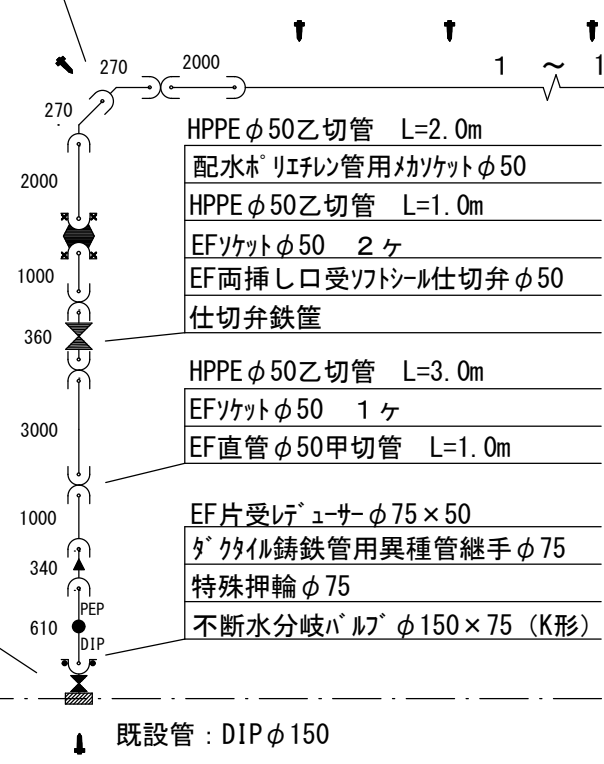 270
2000
1 ～ 1
270
HPPEφ50乙切管 L=2.0m
配水ﾎﾟﾘｴﾁﾚﾝ管用ﾒｶｿｹｯﾄφ50
2000
HPPEφ50乙切管 L=1.0m
EFｿｹｯﾄφ50 2ヶ
EF両挿し口受ｿﾌﾄｼｰﾙ仕切弁φ50
1000
仕切弁鉄筐
360
HPPEφ50乙切管 L=3.0m
EFｿｹｯﾄφ50 1ヶ
3000
EF直管φ50甲切管 L=1.0m
1000
EF片受ﾚﾃﾞｭｰｻｰφ75×50
ﾀﾞｸﾀｲﾙ鋳鉄管用異種管継手φ75
340
特殊押輪φ75
PEP
610
不断水分岐ﾊﾞﾙﾌﾞφ150×75 (K形)
DIP
既設管：DIPφ150